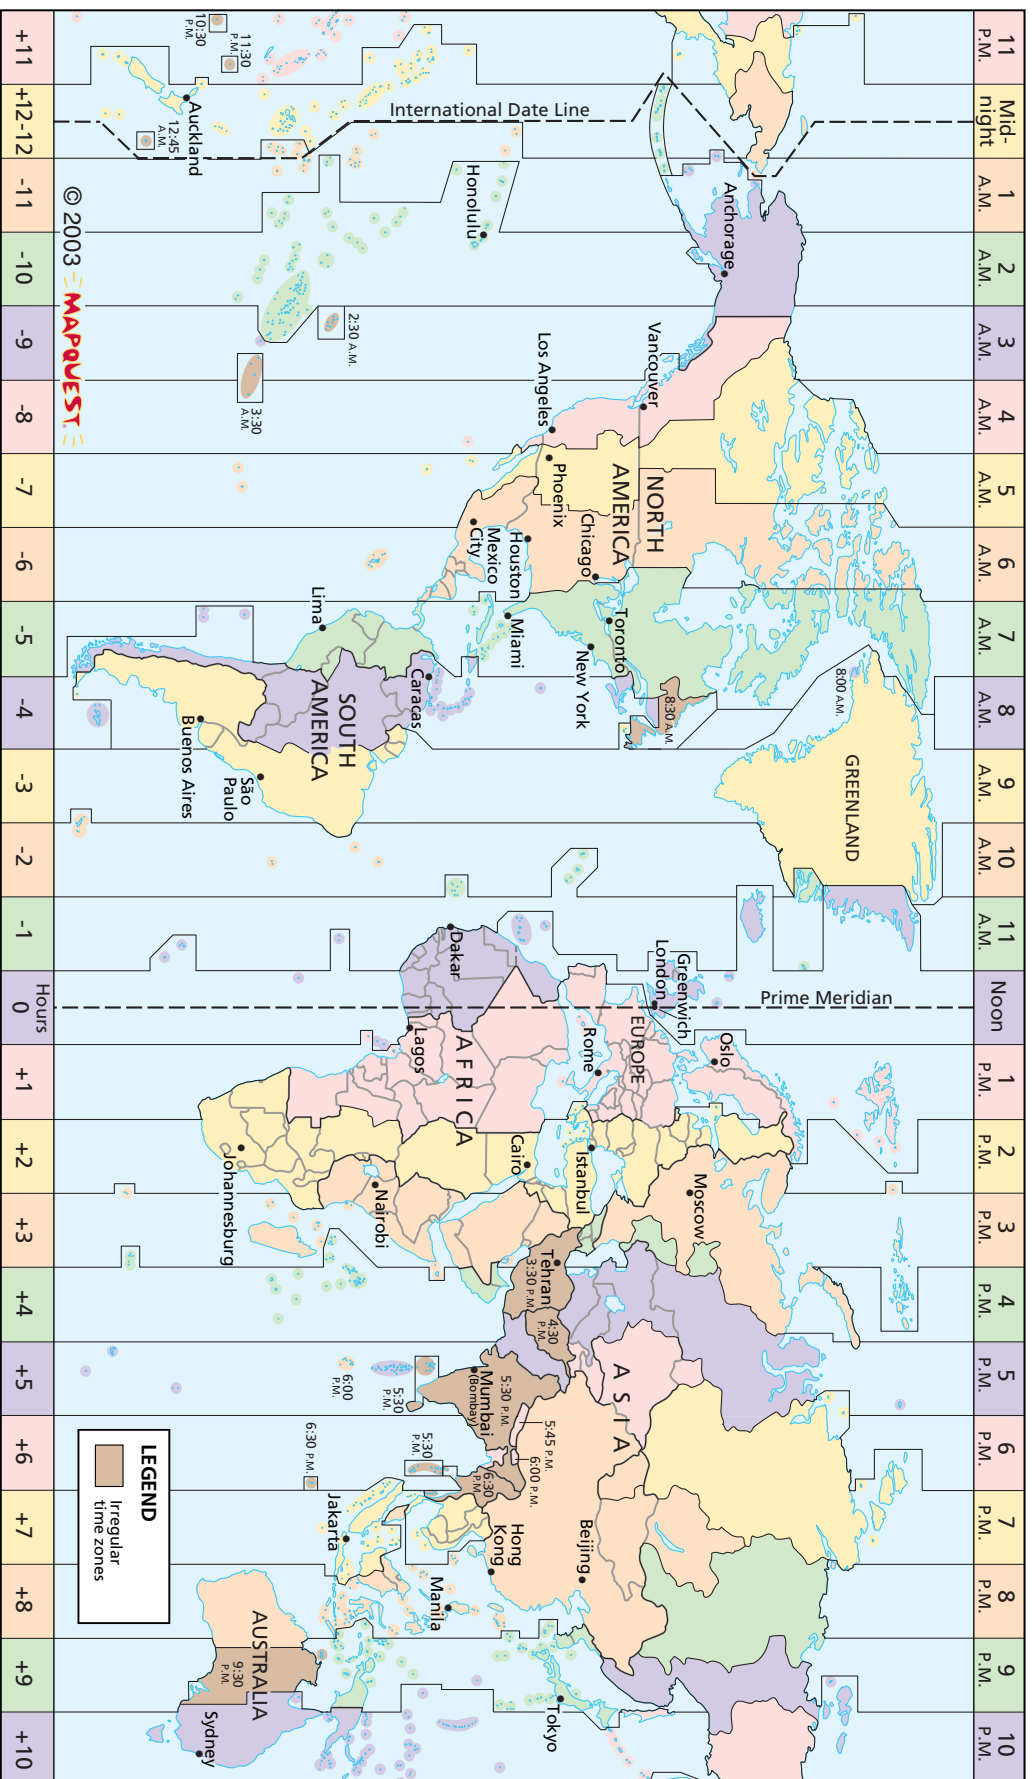 11 P.M.
Mid-night
1 A.M.
2 A.M.
3 A.M.
4 A.M.
5 A.M.
6 A.M.
7 A.M.
8 A.M.
9 A.M.
10 A.M.
11 A.M.
Noon
1 P.M.
2 P.M.
3 P.M.
4 P.M.
5 P.M.
6 P.M.
7 P.M.
8 P.M.
9 P.M.
10 P.M.
International Date Line
Prime Meridian
Anchorage
Vancouver
Los Angeles
Phoenix
NORTH
AMERICA
Chicago
Houston
Mexico
City
Honolulu
Toronto
New York
Miami
8:30 A.M.
8:00 A.M.
GREENLAND
Caracas
Lima
SOUTH
AMERICA
Buenos Aires
São
Paulo
10:30
P.M.
11:30
P.M.
Auckland
12:45
A.M.
2:30 A.M.
3:30
A.M.
Greenwich
London
Oslo
EUROPE
Rome
Istanbul
Moscow
Dakar
Lagos
AFRICA
Cairo
Nairobi
Johannesburg
Tehran
3:30 P.M.
4:30
P.M.
ASIA
5:30 P.M.
Mumbai
(Bombay)
5:45 P.M.
6:00 P.M.
6:30
P.M.
5:30
P.M.
6:00
P.M.
5:30
P.M.
6:30 P.M.
Beijing
Hong
Kong
Manila
Jakarta
Tokyo
AUSTRALIA
9:30
P.M.
Sydney
LEGEND
Irregular
time zones
© 2003 MAPQUEST.
Hours
+11
+12-12
-11
-10
-9
-8
-7
-6
-5
-4
-3
-2
-1
0
+1
+2
+3
+4
+5
+6
+7
+8
+9
+10